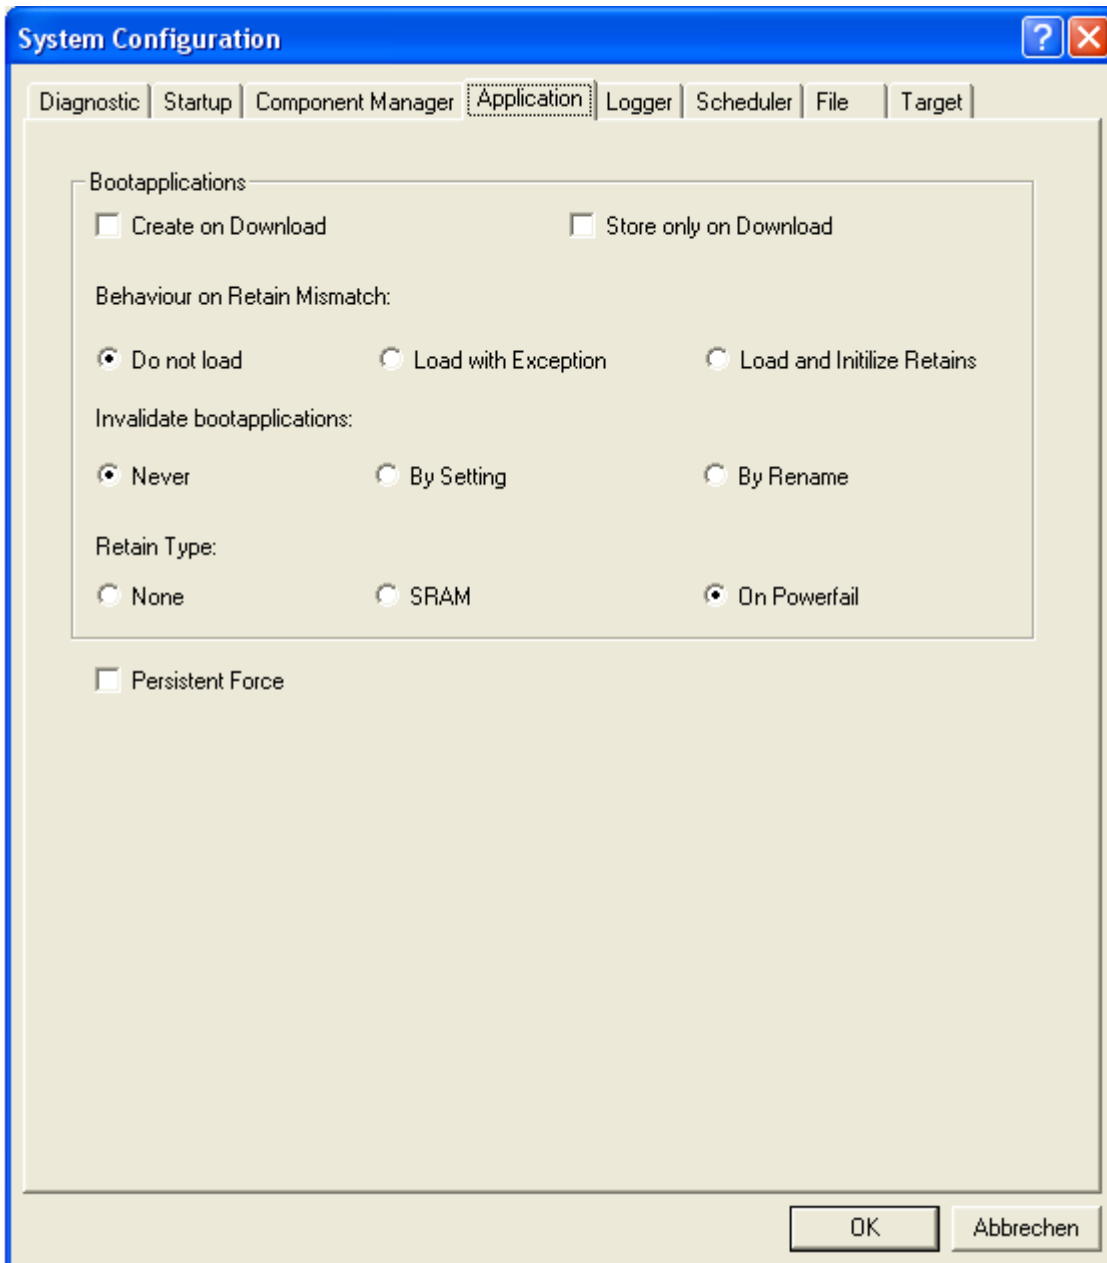 System Configuration
Diagnostic Startup Component Manager Application Logger Scheduler File Target
Bootapplications
Create on Download Store only on Download
Behaviour on Retain Mismatch:
Do not load Load with Exception Load and Initilize Retains
Invalidate bootapplications:
Never By Setting By Rename
Retain Type:
None SRAM On Powerfail
Persistent Force
OK Abbrechen